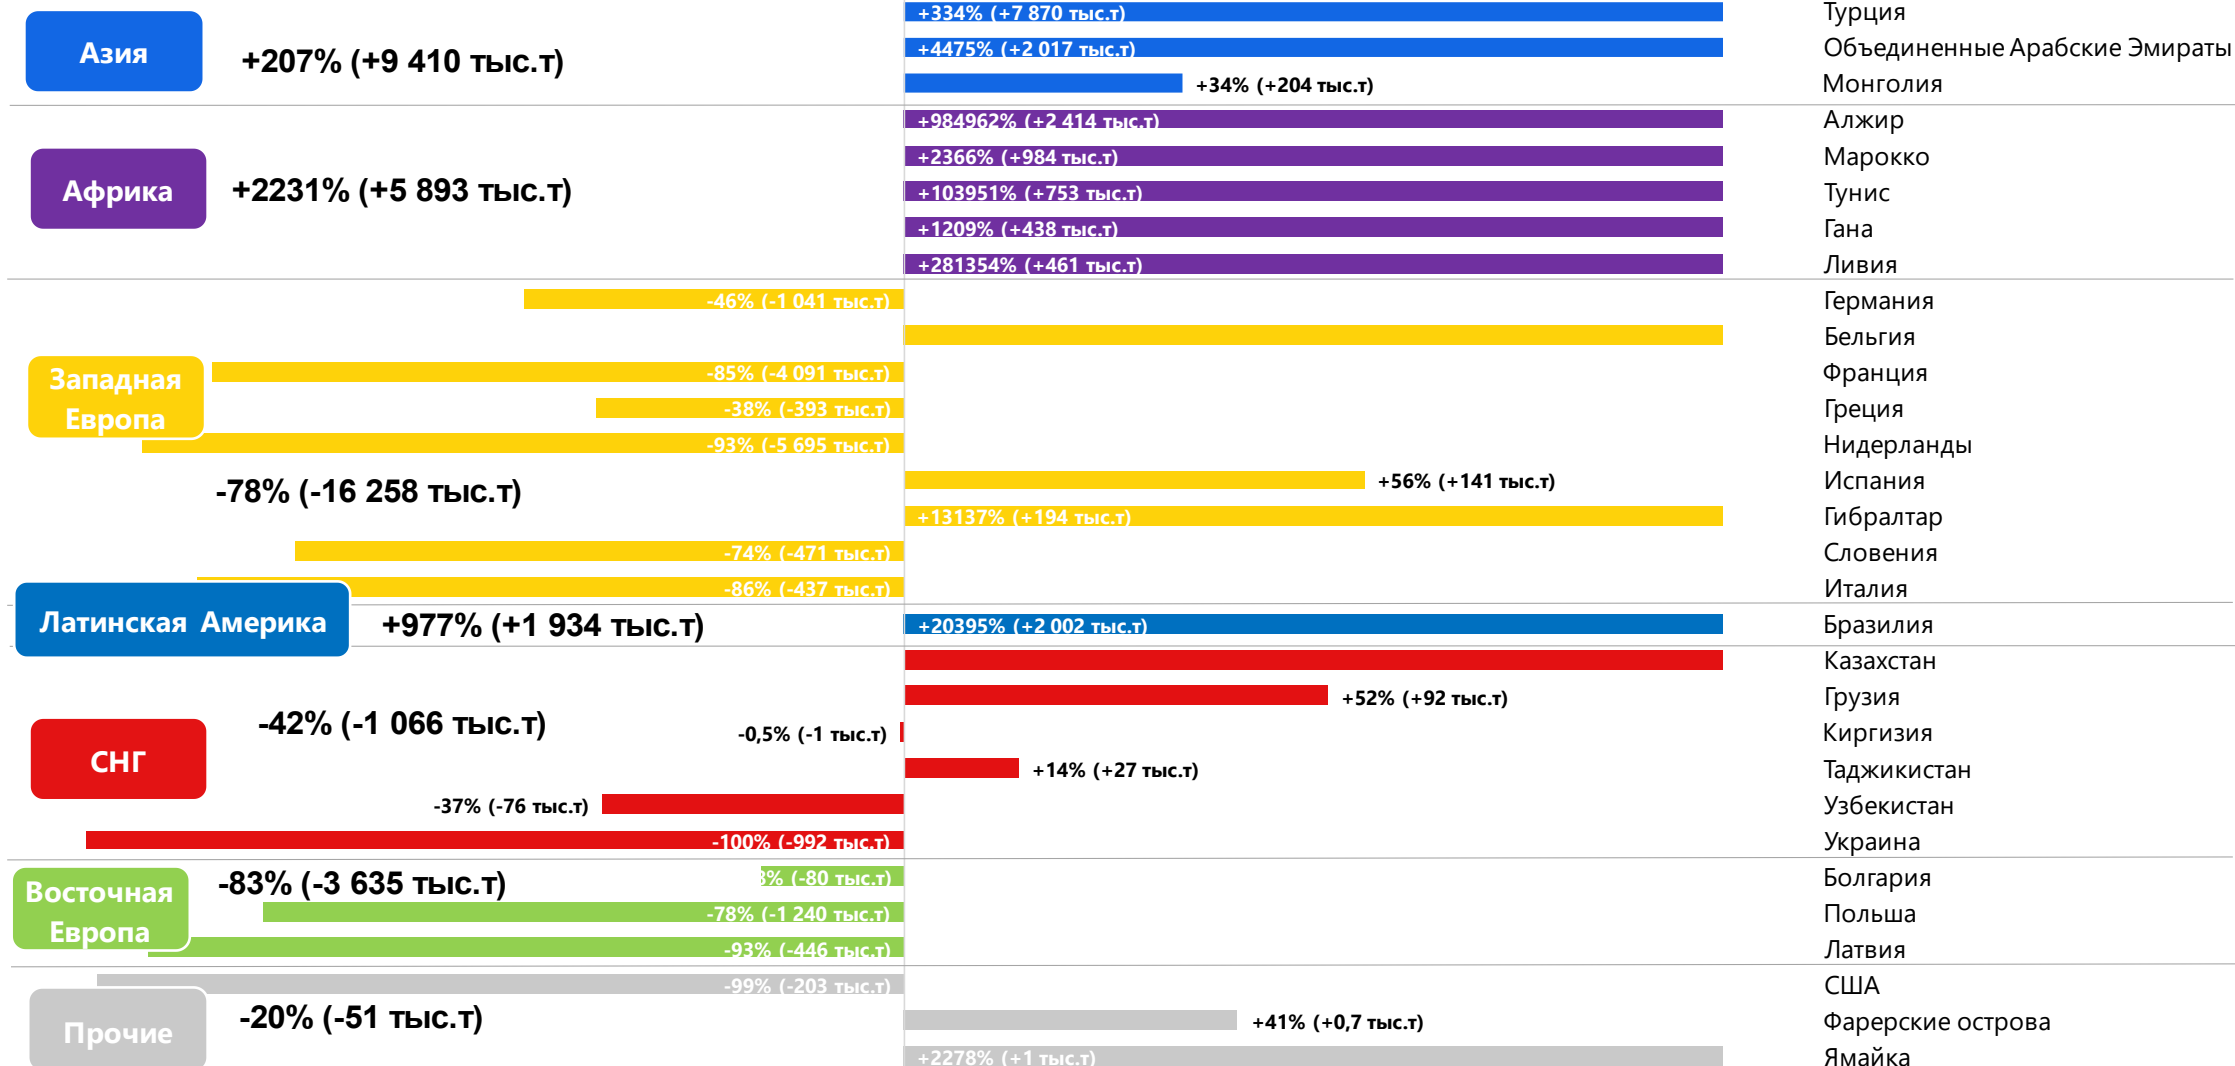 +334% (+7 870 тыс.т) Турция
Азия
+207% (+9 410 тыс.т)
+4475% (+2 017 тыс.т) Объединенные Арабские Эмираты
+34% (+204 тыс.т) Монголия
+984962% (+2 414 тыс.т) Алжир
+2366% (+984 тыс.т) Марокко
Африка
+2231% (+5 893 тыс.т)
+103951% (+753 тыс.т) Тунис
+1209% (+438 тыс.т) Гана
+281354% (+461 тыс.т) Ливия
-46% (-1 041 тыс.т) Германия
Бельгия
Западная
Европа
-85% (-4 091 тыс.т) Франция
-38% (-393 тыс.т) Греция
-93% (-5 695 тыс.т) Нидерланды
-78% (-16 258 тыс.т)
+56% (+141 тыс.т) Испания
+13137% (+194 тыс.т) Гибралтар
-74% (-471 тыс.т) Словения
-86% (-437 тыс.т) Италия
Латинская Америка
+977% (+1 934 тыс.т)
+20395% (+2 002 тыс.т) Бразилия
Казахстан
+52% (+92 тыс.т) Грузия
-42% (-1 066 тыс.т)
-0,5% (-1 тыс.т) Киргизия
СНГ
+14% (+27 тыс.т) Таджикистан
-37% (-76 тыс.т) Узбекистан
-100% (-992 тыс.т) Украина
Восточная
Европа
-83% (-3 635 тыс.т)
(-80 тыс.т) Болгария
-78% (-1 240 тыс.т) Польша
-93% (-446 тыс.т) Латвия
-99% (-203 тыс.т) США
Прочие
-20% (-51 тыс.т)
+41% (+0,7 тыс.т) Фарерские острова
+2278% (+1 тыс.т) Ямайка